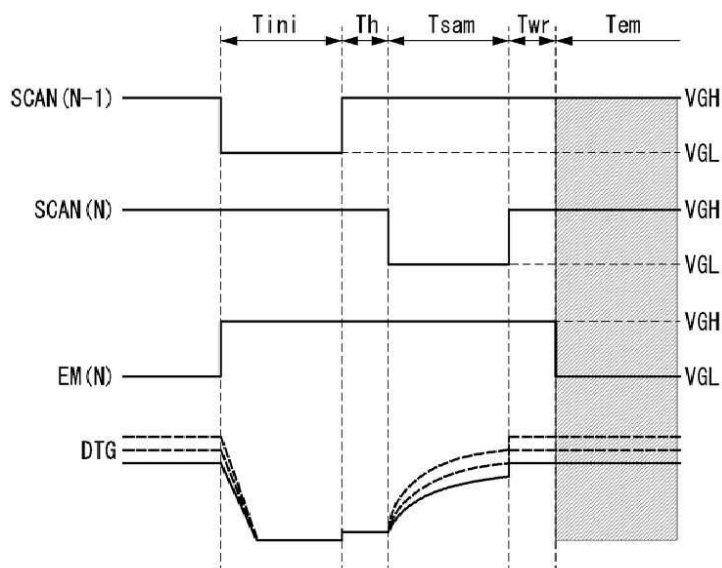 Tini Th Tsam Twr Tem
SCAN(N-1) VGH
VGL
SCAN(N) VGH
VGL
VGH
EM(N) VGL
DTG